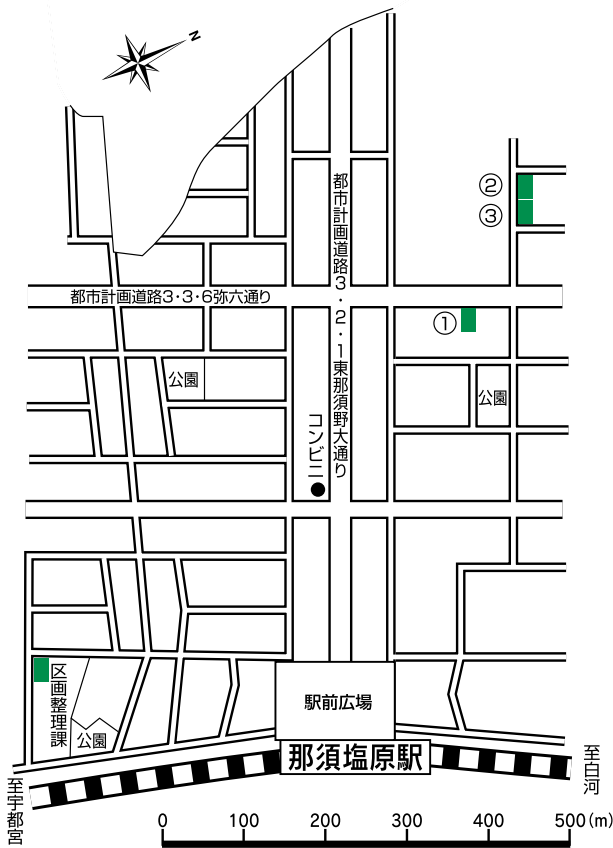 N
都市計画道路3・2・1東那須野大通り
②
③
都市計画道路3・3・6弥六通り
①
公園
公園
コンビニ
区画整理課
公園
駅前広場
那須塩原駅
至宇都宮
至白河
0 100 200 300 400 500(m)